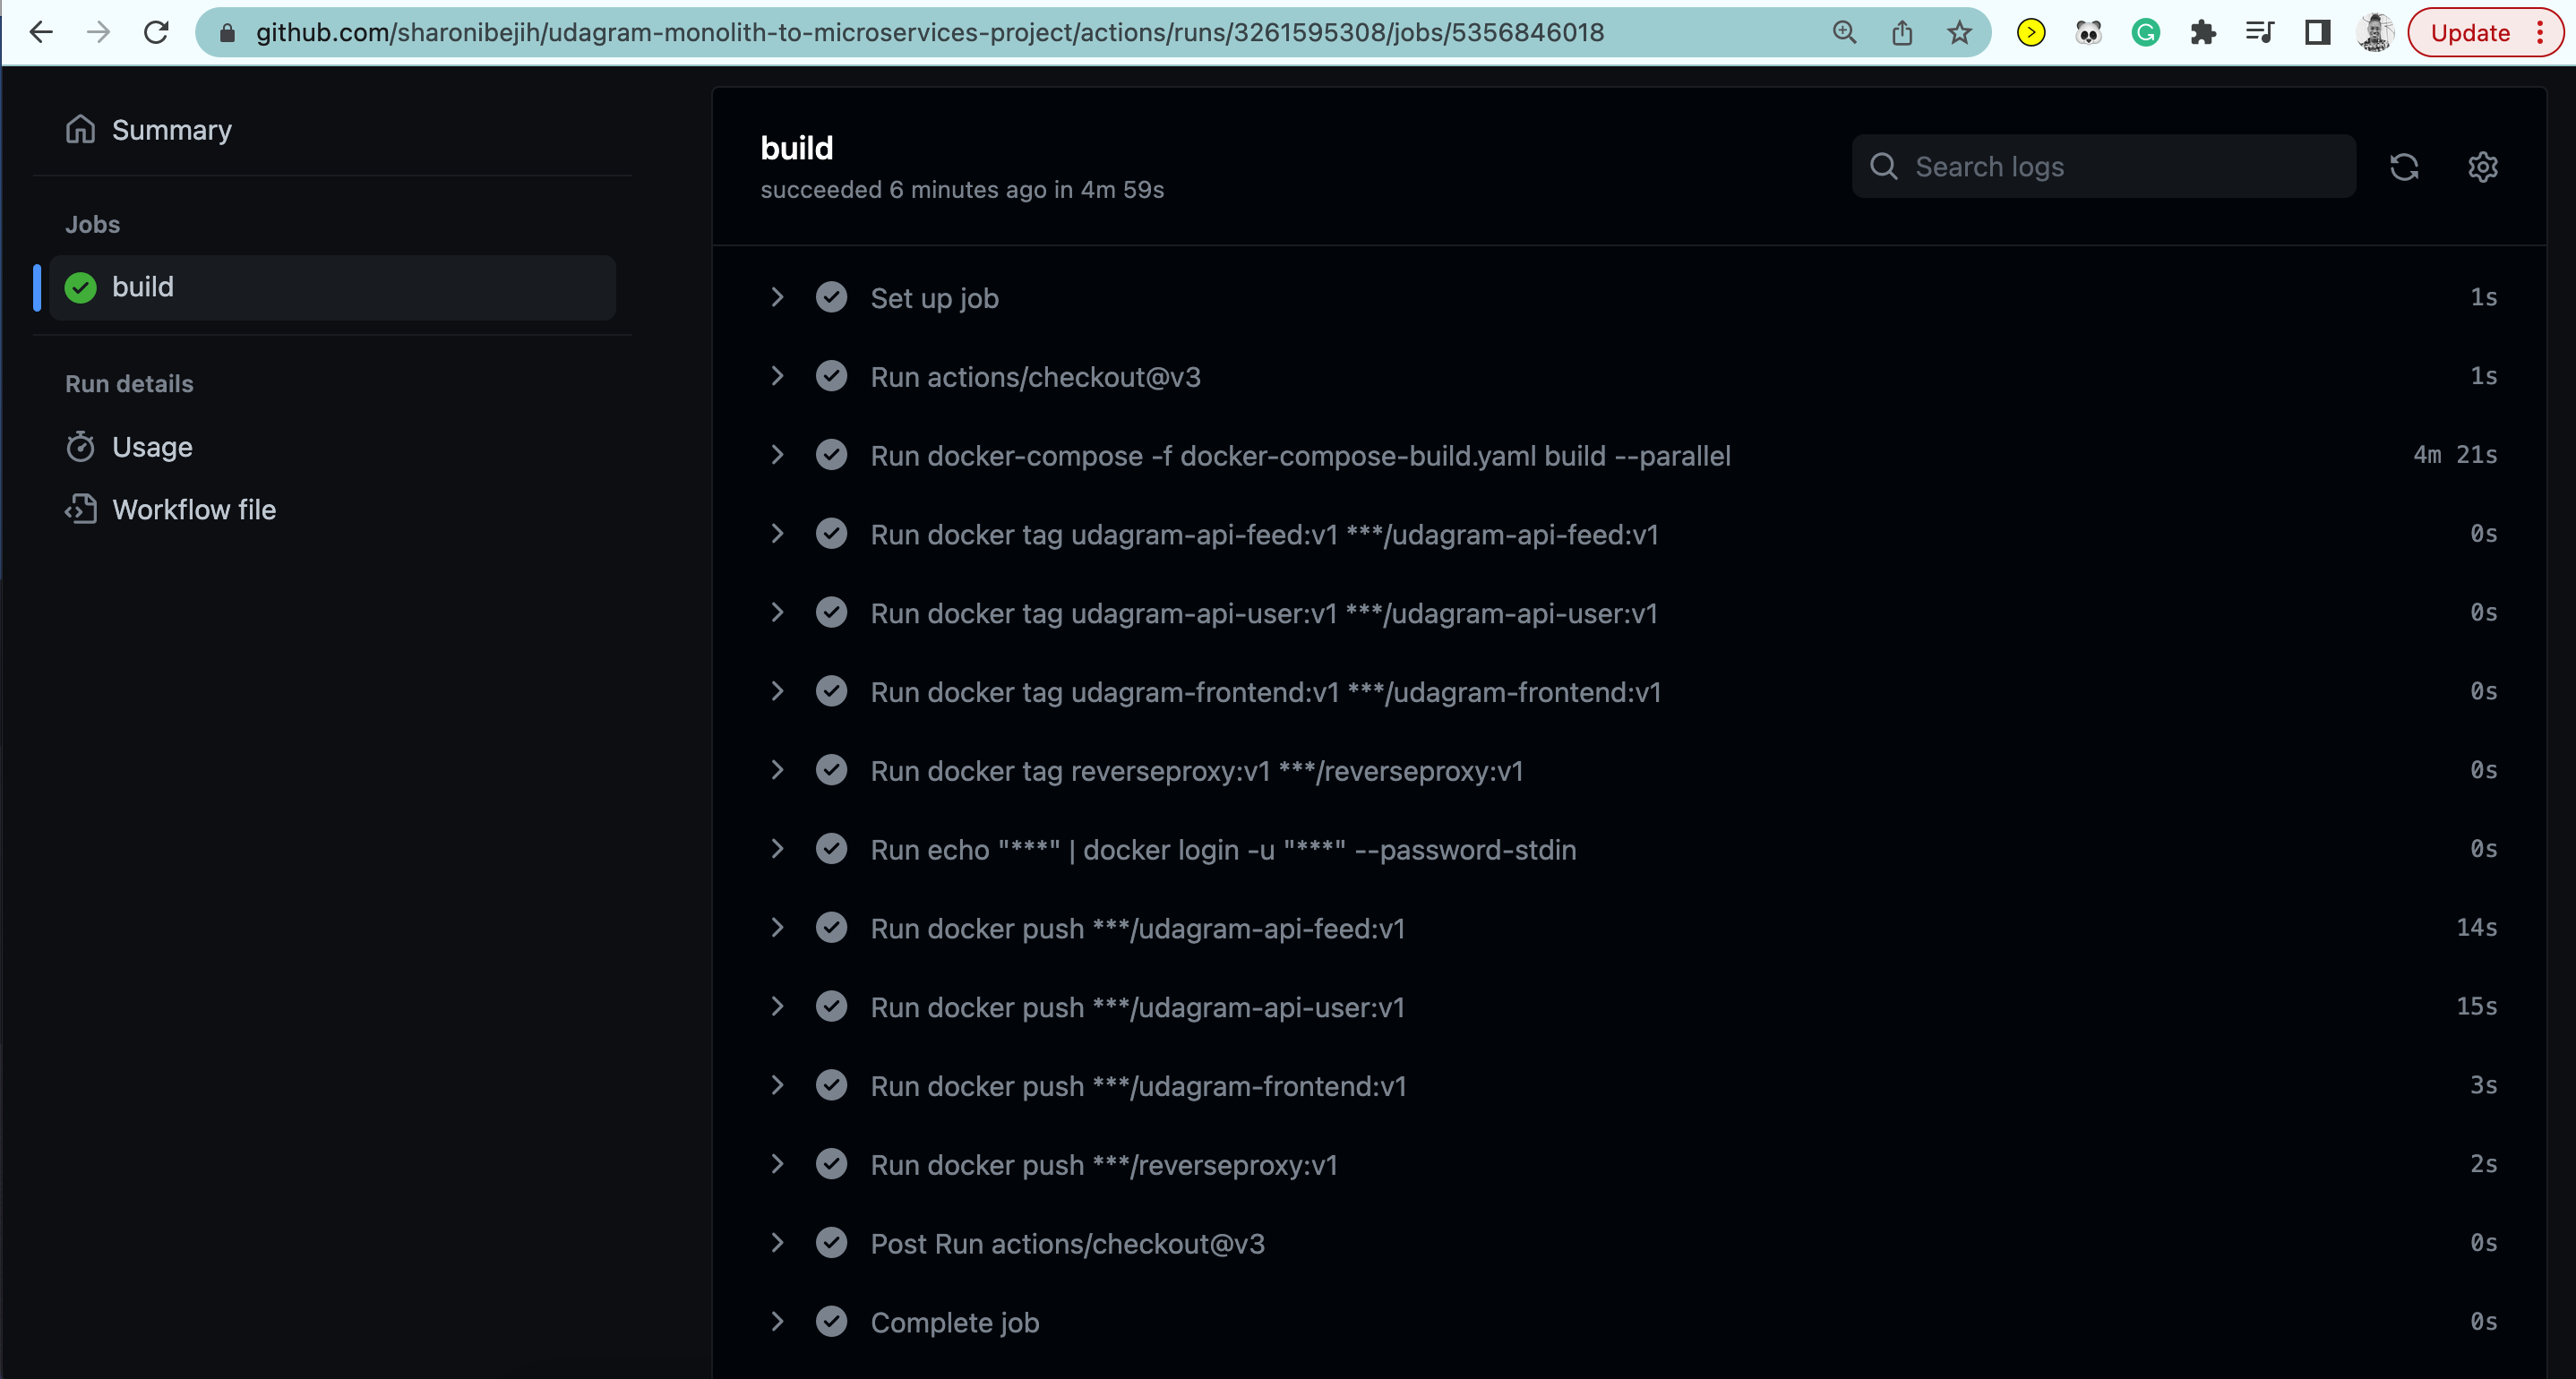 github.com/sharonibejih/udagram-monolith-to-microservices-project/actions/runs/3261595308/jobs/5356846018
Update
Summary
Jobs
build
Run details
Usage
Workflow file
build
succeeded 6 minutes ago in 4m 59s
Search logs
Set up job 1s
Run actions/checkout@v3 1s
Run docker-compose -f docker-compose-build.yaml build --parallel 4m 21s
Run docker tag udagram-api-feed:v1 ***/udagram-api-feed:v1 0s
Run docker tag udagram-api-user:v1 ***/udagram-api-user:v1 0s
Run docker tag udagram-frontend:v1 ***/udagram-frontend:v1 0s
Run docker tag reverseproxy:v1 ***/reverseproxy:v1 0s
Run echo "***" | docker login -u "***" --password-stdin 0s
Run docker push ***/udagram-api-feed:v1 14s
Run docker push ***/udagram-api-user:v1 15s
Run docker push ***/udagram-frontend:v1 3s
Run docker push ***/reverseproxy:v1 2s
Post Run actions/checkout@v3 0s
Complete job 0s